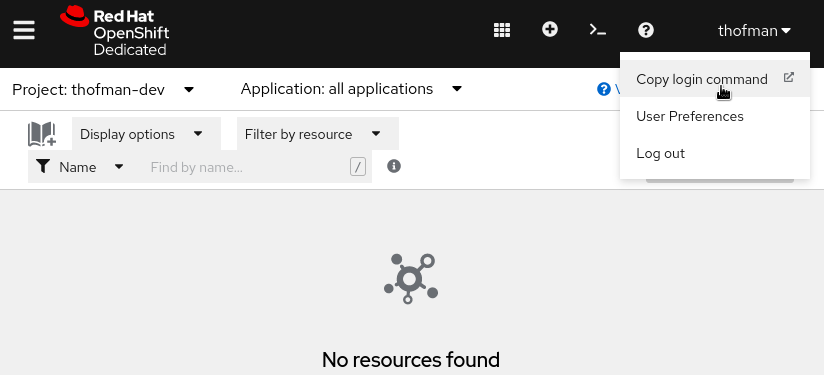 Red Hat
OpenShift
Dedicated
thofman
Project: thofman-dev
Application: all applications
Copy login command
User Preferences
Log out
Display options
Filter by resource
Name
Find by name...
/
No resources found